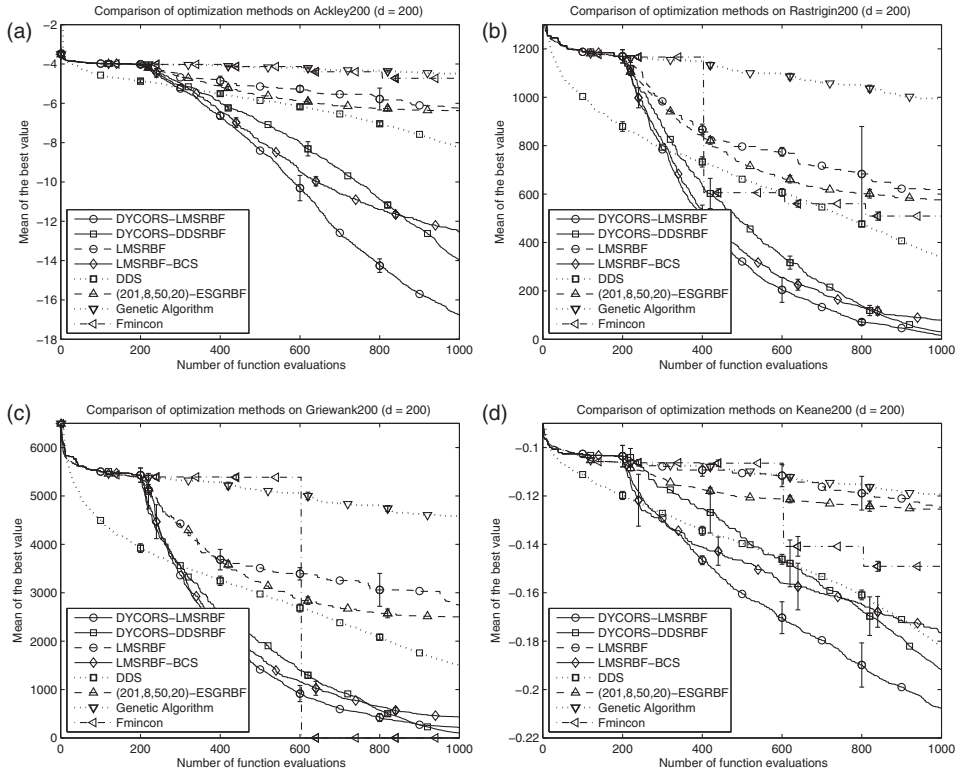 (a)
Comparison of optimization methods on Ackley200 (d = 200)
Mean of the best value
−2
−4
−6
−8
−10
−12
−14
−16
−18
DYCORS−LMSRBF
DYCORS−DDSRBF
LMSRBF
LMSRBF−BCS
DDS
(201,8,50,20)−ESGRBF
Genetic Algorithm
Fmincon
0 200 400 600 800 1000
Number of function evaluations
(b)
Comparison of optimization methods on Rastrigin200 (d = 200)
Mean of the best value
1200
1000
800
600
400
200
0
DYCORS−LMSRBF
DYCORS−DDSRBF
LMSRBF
LMSRBF−BCS
DDS
(201,8,50,20)−ESGRBF
Genetic Algorithm
Fmincon
0 200 400 600 800 1000
Number of function evaluations
(c)
Comparison of optimization methods on Griewank200 (d = 200)
Mean of the best value
6000
5000
4000
3000
2000
1000
0
DYCORS−LMSRBF
DYCORS−DDSRBF
LMSRBF
LMSRBF−BCS
DDS
(201,8,50,20)−ESGRBF
Genetic Algorithm
Fmincon
0 200 400 600 800 1000
Number of function evaluations
(d)
Comparison of optimization methods on Keane200 (d = 200)
Mean of the best value
−0.1
−0.12
−0.14
−0.16
−0.18
−0.2
−0.22
DYCORS−LMSRBF
DYCORS−DDSRBF
LMSRBF
LMSRBF−BCS
DDS
(201,8,50,20)−ESGRBF
Genetic Algorithm
Fmincon
0 200 400 600 800 1000
Number of function evaluations